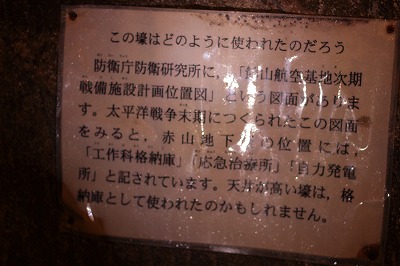 この壕はどのように使われたのだろう
防衛庁防衛研究所に，「館山航空基地次期
戦備施設計画位置図」という図面がありま
す。太平洋戦争末期につくられたこの図面
をみると，赤山地下 の位置には，
「工作科格納庫」「応急治療所」「自力発電
所」と記されています。天井が高い壕は，格
納庫として使われたのかもしれません。